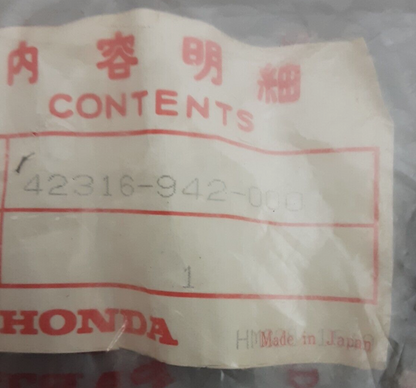 内容明細
CONTENTS
42316-942-000
1
HONDA
Made in Japan